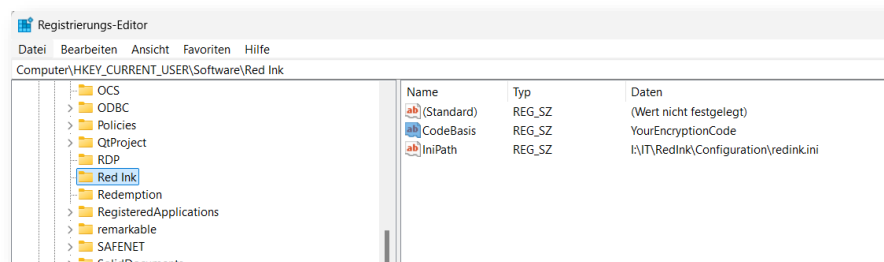 Registrierungs-Editor
Datei Bearbeiten Ansicht Favoriten Hilfe
Computer\HKEY_CURRENT_USER\Software\Red Ink
OCS
ODBC
Policies
QtProject
RDP
Red Ink
Redemption
RegisteredApplications
remarkable
SAFENET
Name Typ Daten
(Standard) REG_SZ (Wert nicht festgelegt)
CodeBasis REG_SZ YourEncryptionCode
IniPath REG_SZ I:\IT\RedInk\Configuration\redink.ini